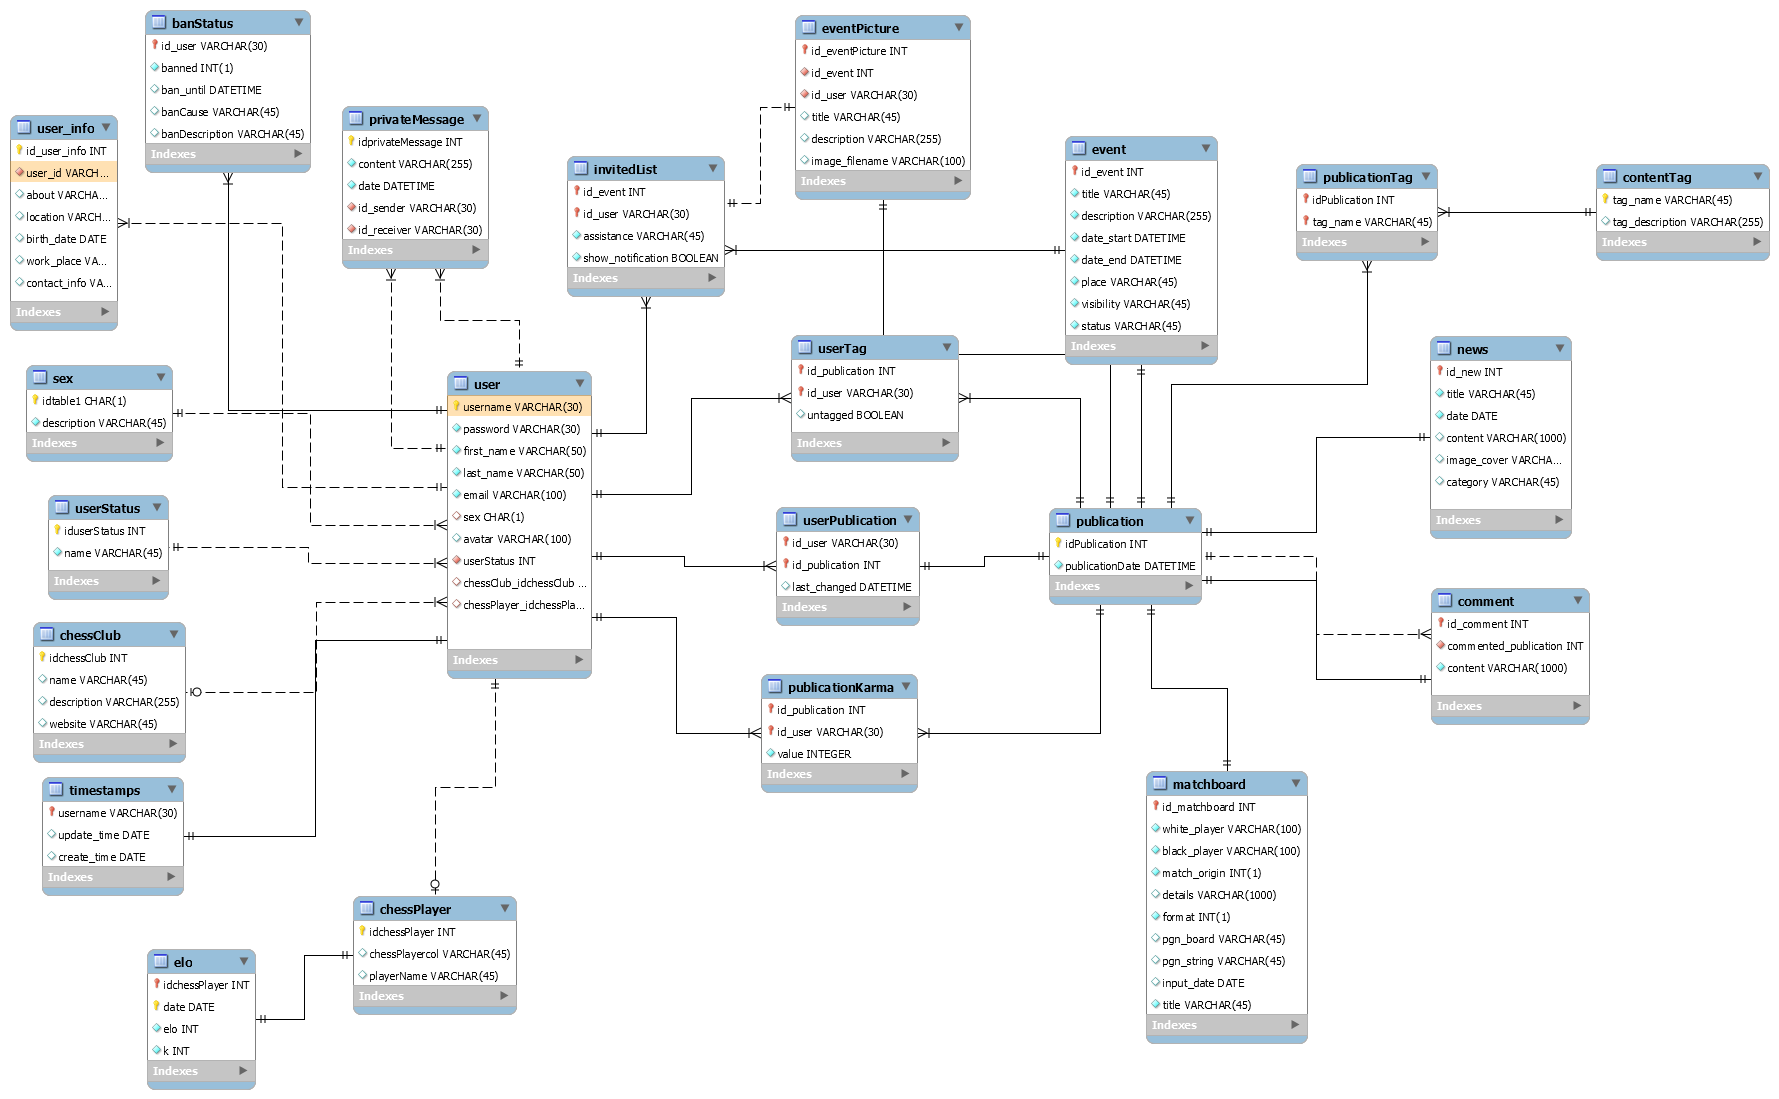 banStatus
id_user VARCHAR(30)
banned INT(1)
ban_until DATETIME
banCause VARCHAR(45)
banDescription VARCHAR(45)
Indexes
user_info
id_user_info INT
user_id VARCH...
about VARCHA...
location VARCH...
birth_date DATE
work_place VA...
contact_info VA...
Indexes
privateMessage
idprivateMessage INT
content VARCHAR(255)
date DATETIME
id_sender VARCHAR(30)
id_receiver VARCHAR(30)
Indexes
invitedList
id_event INT
id_user VARCHAR(30)
assistance VARCHAR(45)
show_notification BOOLEAN
Indexes
eventPicture
id_eventPicture INT
id_event INT
id_user VARCHAR(30)
title VARCHAR(45)
description VARCHAR(255)
image_filename VARCHAR(100)
Indexes
event
id_event INT
title VARCHAR(45)
description VARCHAR(255)
date_start DATETIME
date_end DATETIME
place VARCHAR(45)
visibility VARCHAR(45)
status VARCHAR(45)
Indexes
publicationTag
idPublication INT
tag_name VARCHAR(45)
Indexes
contentTag
tag_name VARCHAR(45)
tag_description VARCHAR(255)
Indexes
sex
idtable1 CHAR(1)
description VARCHAR(45)
Indexes
user
username VARCHAR(30)
password VARCHAR(30)
first_name VARCHAR(50)
last_name VARCHAR(50)
email VARCHAR(100)
sex CHAR(1)
avatar VARCHAR(100)
userStatus INT
chessClub_idchessClub ...
chessPlayer_idchessPla...
Indexes
userTag
id_publication INT
id_user VARCHAR(30)
untagged BOOLEAN
Indexes
news
id_new INT
title VARCHAR(45)
date DATE
content VARCHAR(1000)
image_cover VARCHA...
category VARCHAR(45)
Indexes
userStatus
iduserStatus INT
name VARCHAR(45)
Indexes
userPublication
id_user VARCHAR(30)
id_publication INT
last_changed DATETIME
Indexes
publication
idPublication INT
publicationDate DATETIME
Indexes
comment
id_comment INT
commented_publication INT
content VARCHAR(1000)
Indexes
chessClub
idchessClub INT
name VARCHAR(45)
description VARCHAR(255)
website VARCHAR(45)
Indexes
publicationKarma
id_publication INT
id_user VARCHAR(30)
value INTEGER
Indexes
timestamps
username VARCHAR(30)
update_time DATE
create_time DATE
Indexes
matchboard
id_matchboard INT
white_player VARCHAR(100)
black_player VARCHAR(100)
match_origin INT(1)
details VARCHAR(1000)
format INT(1)
pgn_board VARCHAR(45)
pgn_string VARCHAR(45)
input_date DATE
title VARCHAR(45)
Indexes
chessPlayer
idchessPlayer INT
chessPlayercol VARCHAR(45)
playerName VARCHAR(45)
Indexes
elo
idchessPlayer INT
date DATE
elo INT
k INT
Indexes